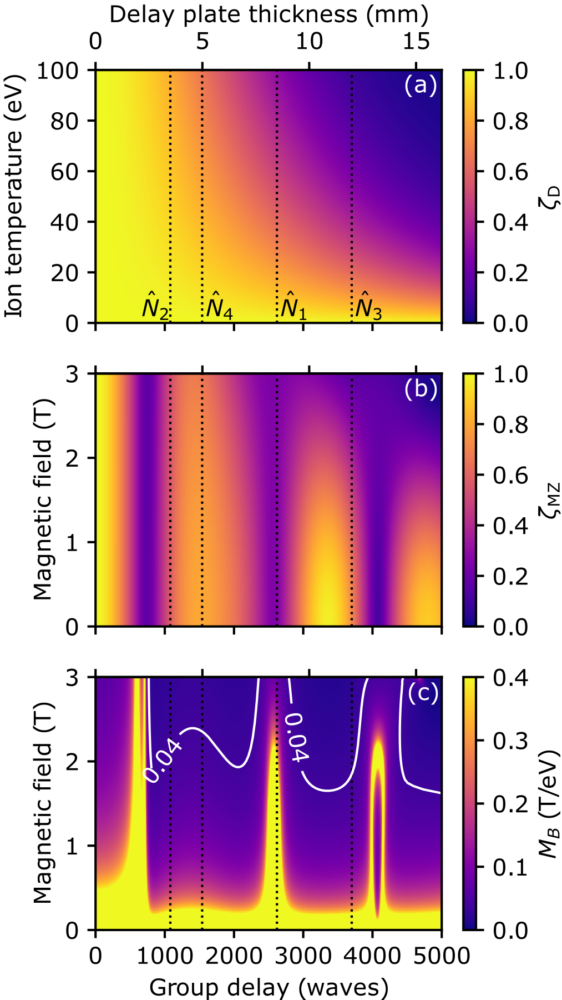 Delay plate thickness (mm)
0 5 10 15
Ion temperature (eV)
100
80
60
40
20
0
(a)
N̂₂ N̂₄ N̂₁ N̂₃
1.0
0.8
0.6
0.4
0.2
0.0
ζ_D
Magnetic field (T)
3
2
1
0
(b)
1.0
0.8
0.6
0.4
0.2
0.0
ζ_MZ
Magnetic field (T)
3
2
1
0
(c)
0.04
0.04
0.4
0.3
0.2
0.1
0.0
M_B (T/eV)
0 1000 2000 3000 4000 5000
Group delay (waves)